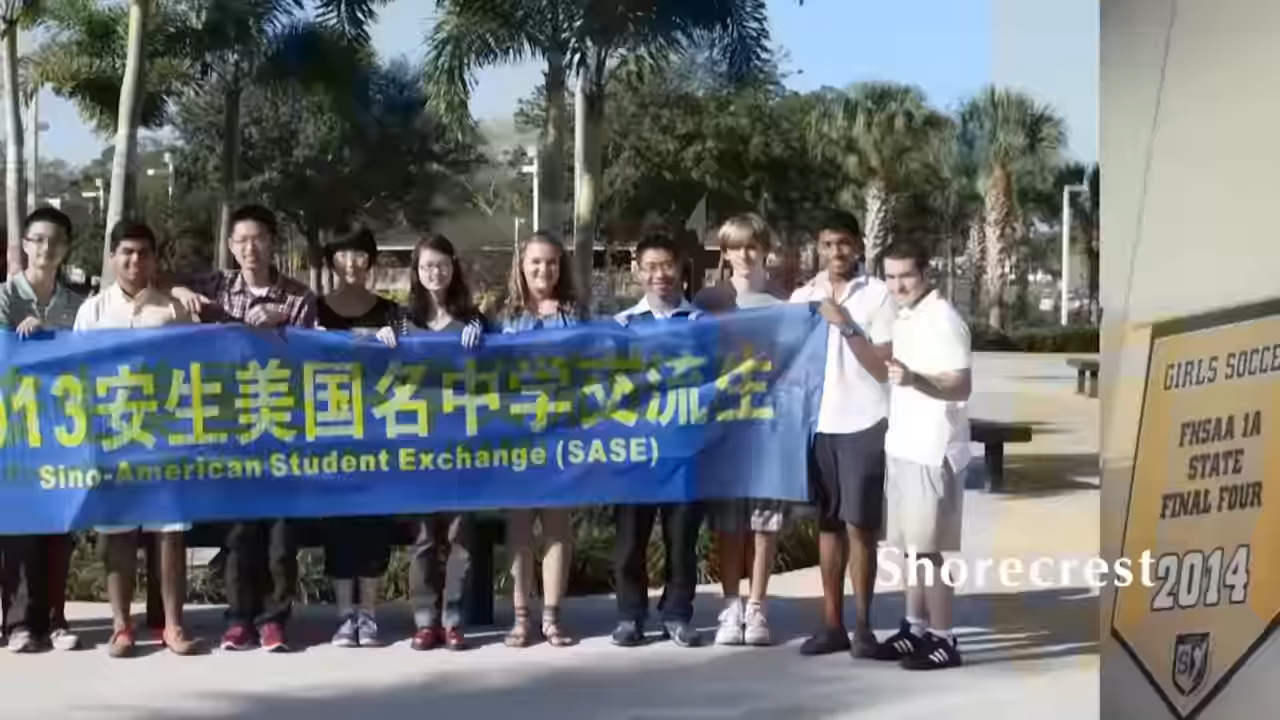 013安生美国名中学交流生
Sino-American Student Exchange (SASE)
Shorecrest
GIRLS SOCCE
FHSAA 1A
STATE
FINAL FOUR
2014
S